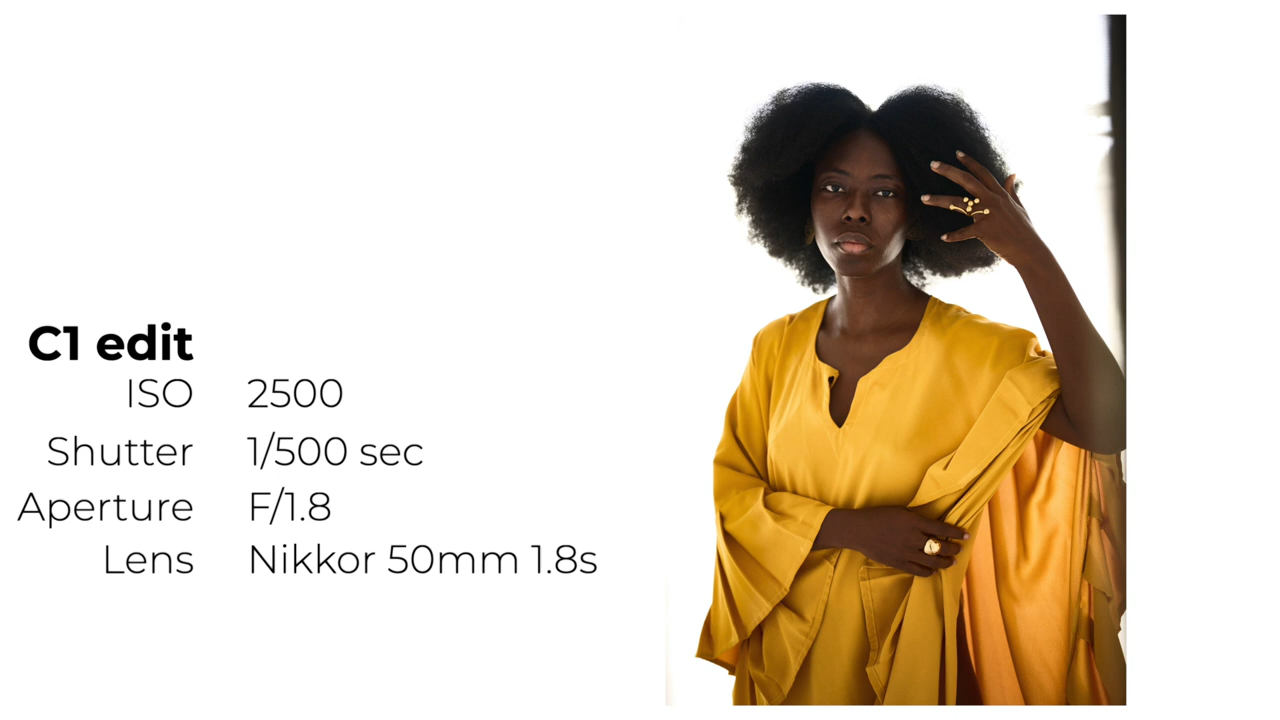 C1 edit
ISO 2500
Shutter 1/500 sec
Aperture F/1.8
Lens Nikkor 50mm 1.8s